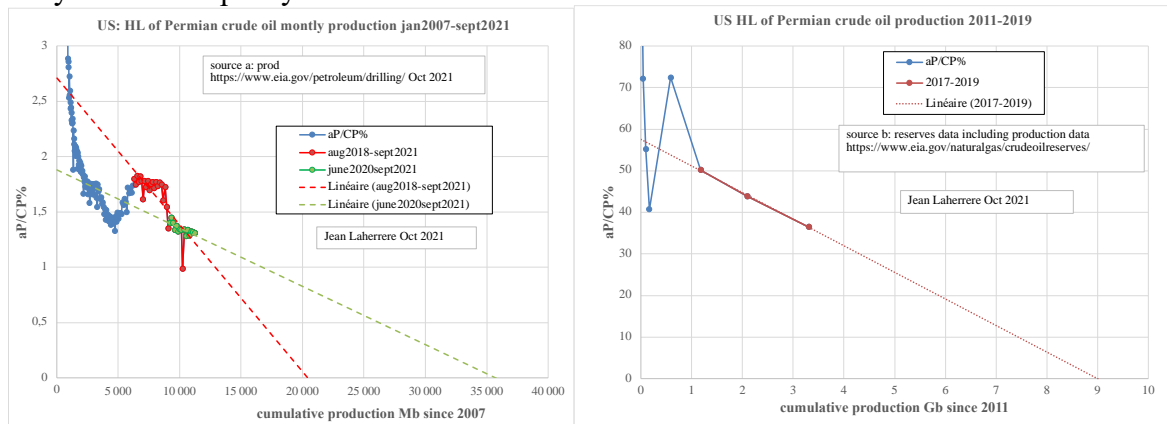 US: HL of Permian crude oil montly production jan2007-sept2021
3
2,5
2
1,5
1
0,5
0
aP/CP%
source a: prod
https://www.eia.gov/petroleum/drilling/ Oct 2021
aP/CP%
aug2018-sept2021
june2020sept2021
Linéaire (aug2018-sept2021)
Linéaire (june2020sept2021)
Jean Laherrere Oct 2021
0
5 000
10 000
15 000
20 000
25 000
30 000
35 000
40 000
cumulative production Mb since 2007
US HL of Permian crude oil production 2011-2019
80
70
60
50
40
30
20
10
0
aP/CP%
aP/CP%
2017-2019
Linéaire (2017-2019)
source b: reserves data including production data
https://www.eia.gov/naturalgas/crudeoilreserves/
Jean Laherrere Oct 2021
0
1
2
3
4
5
6
7
8
9
10
cumulative production Gb since 2011